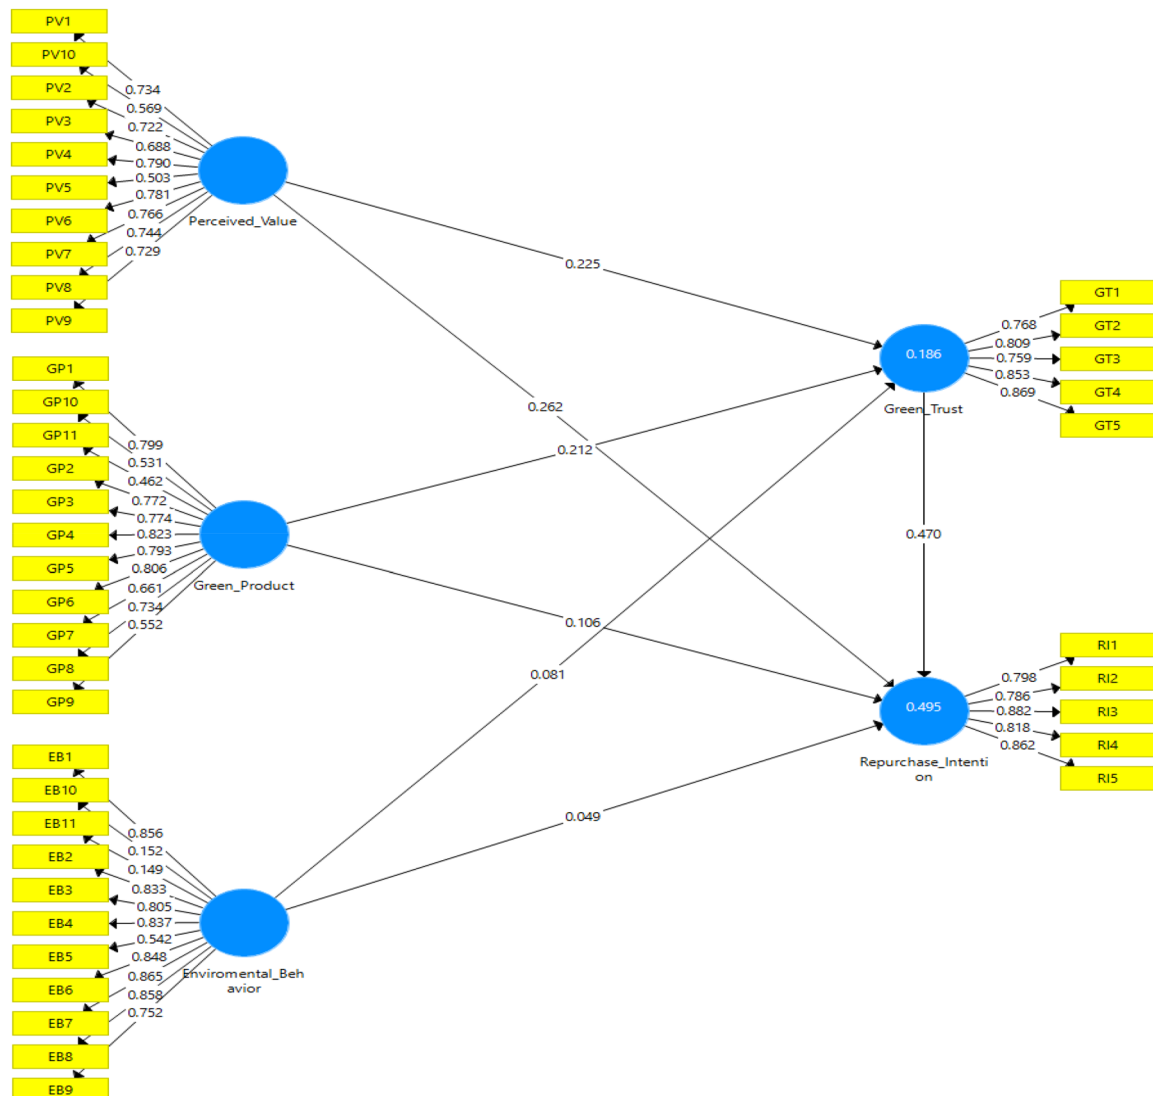 PV1
PV10
PV2
PV3
PV4
PV5
PV6
PV7
PV8
PV9
0.734
0.569
0.722
0.688
0.790
0.503
0.781
0.766
0.744
0.729
Perceived_Value
GP1
GP10
GP11
GP2
GP3
GP4
GP5
GP6
GP7
GP8
GP9
0.799
0.531
0.462
0.772
0.774
0.823
0.793
0.806
0.661
0.734
0.552
Green_Product
EB1
EB10
EB11
EB2
EB3
EB4
EB5
EB6
EB7
EB8
EB9
0.856
0.152
0.149
0.833
0.805
0.837
0.542
0.848
0.865
0.858
0.752
Enviromental_Beh
avior
0.225
0.262
0.212
0.106
0.081
0.049
0.186
Green_Trust
0.470
0.495
Repurchase_Intenti
on
0.768
0.809
0.759
0.853
0.869
GT1
GT2
GT3
GT4
GT5
0.798
0.786
0.882
0.818
0.862
RI1
RI2
RI3
RI4
RI5